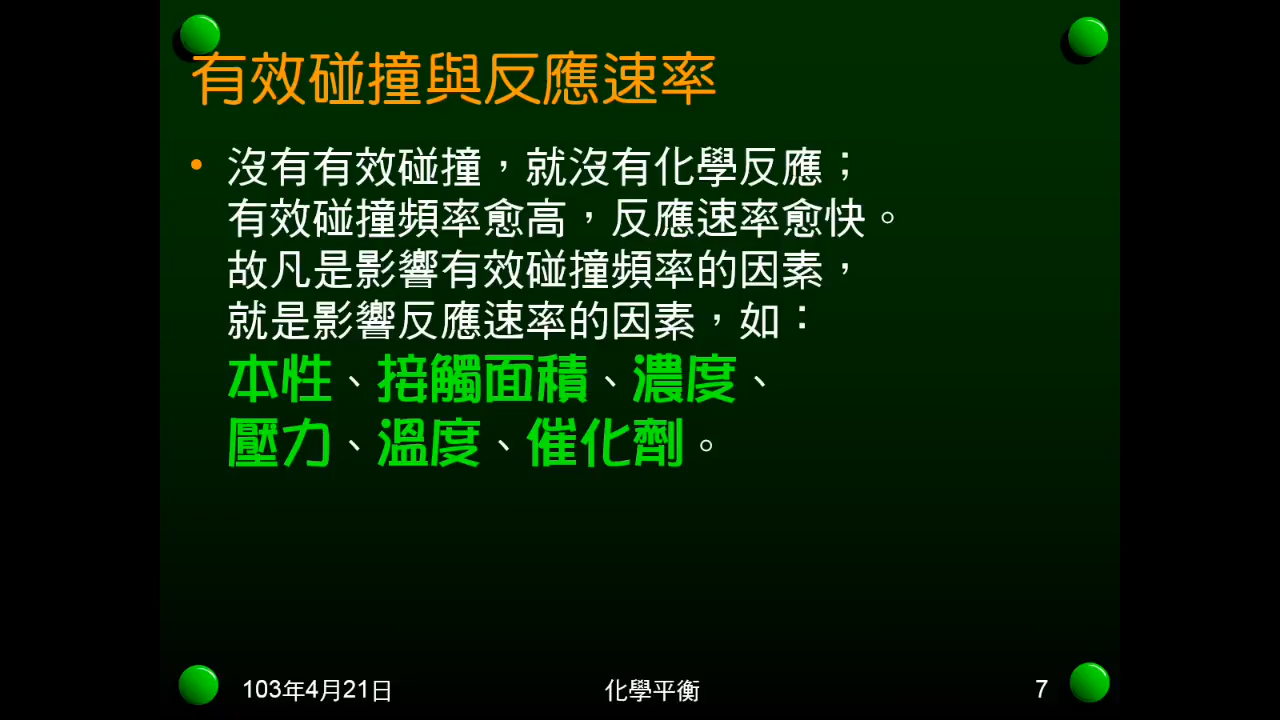 有效碰撞與反應速率
• 沒有有效碰撞，就沒有化學反應；
有效碰撞頻率愈高，反應速率愈快。
故凡是影響有效碰撞頻率的因素，
就是影響反應速率的因素，如：
本性、接觸面積、濃度、
壓力、溫度、催化劑。
103年4月21日
化學平衡
7